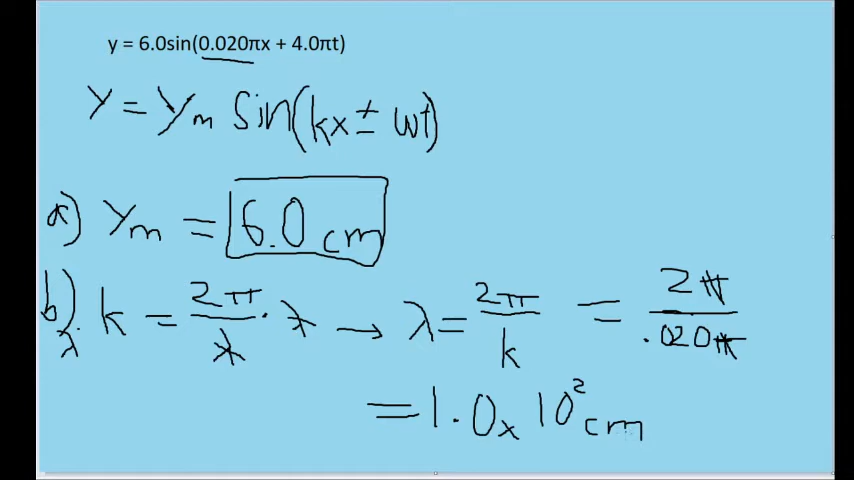 y = 6.0sin(0.020πx + 4.0πt)
y = ym sin(kx ± ωt)
a) ym = 6.0 cm
b) λ. k = 2π/λ · λ → λ = 2π/k = 2π/.020π
= 1.0 x 10² cm